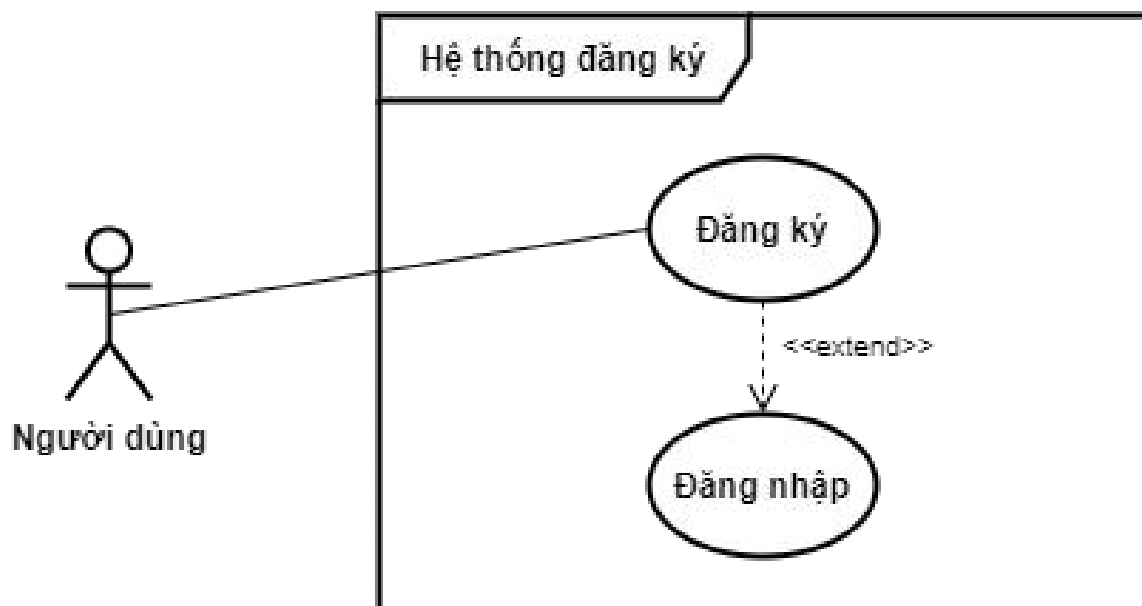 Hệ thống đăng ký
Đăng ký
<<extend>>
Người dùng
Đăng nhập